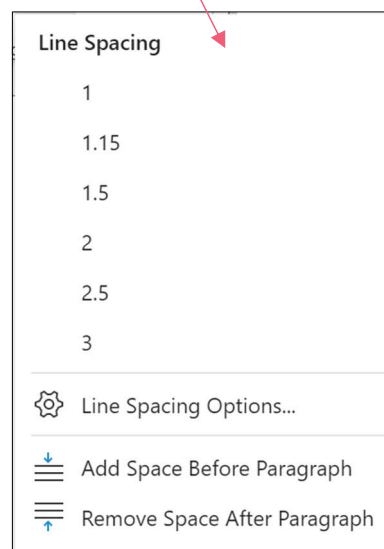 Line Spacing
1
1.15
1.5
2
2.5
3
Line Spacing Options...
Add Space Before Paragraph
Remove Space After Paragraph